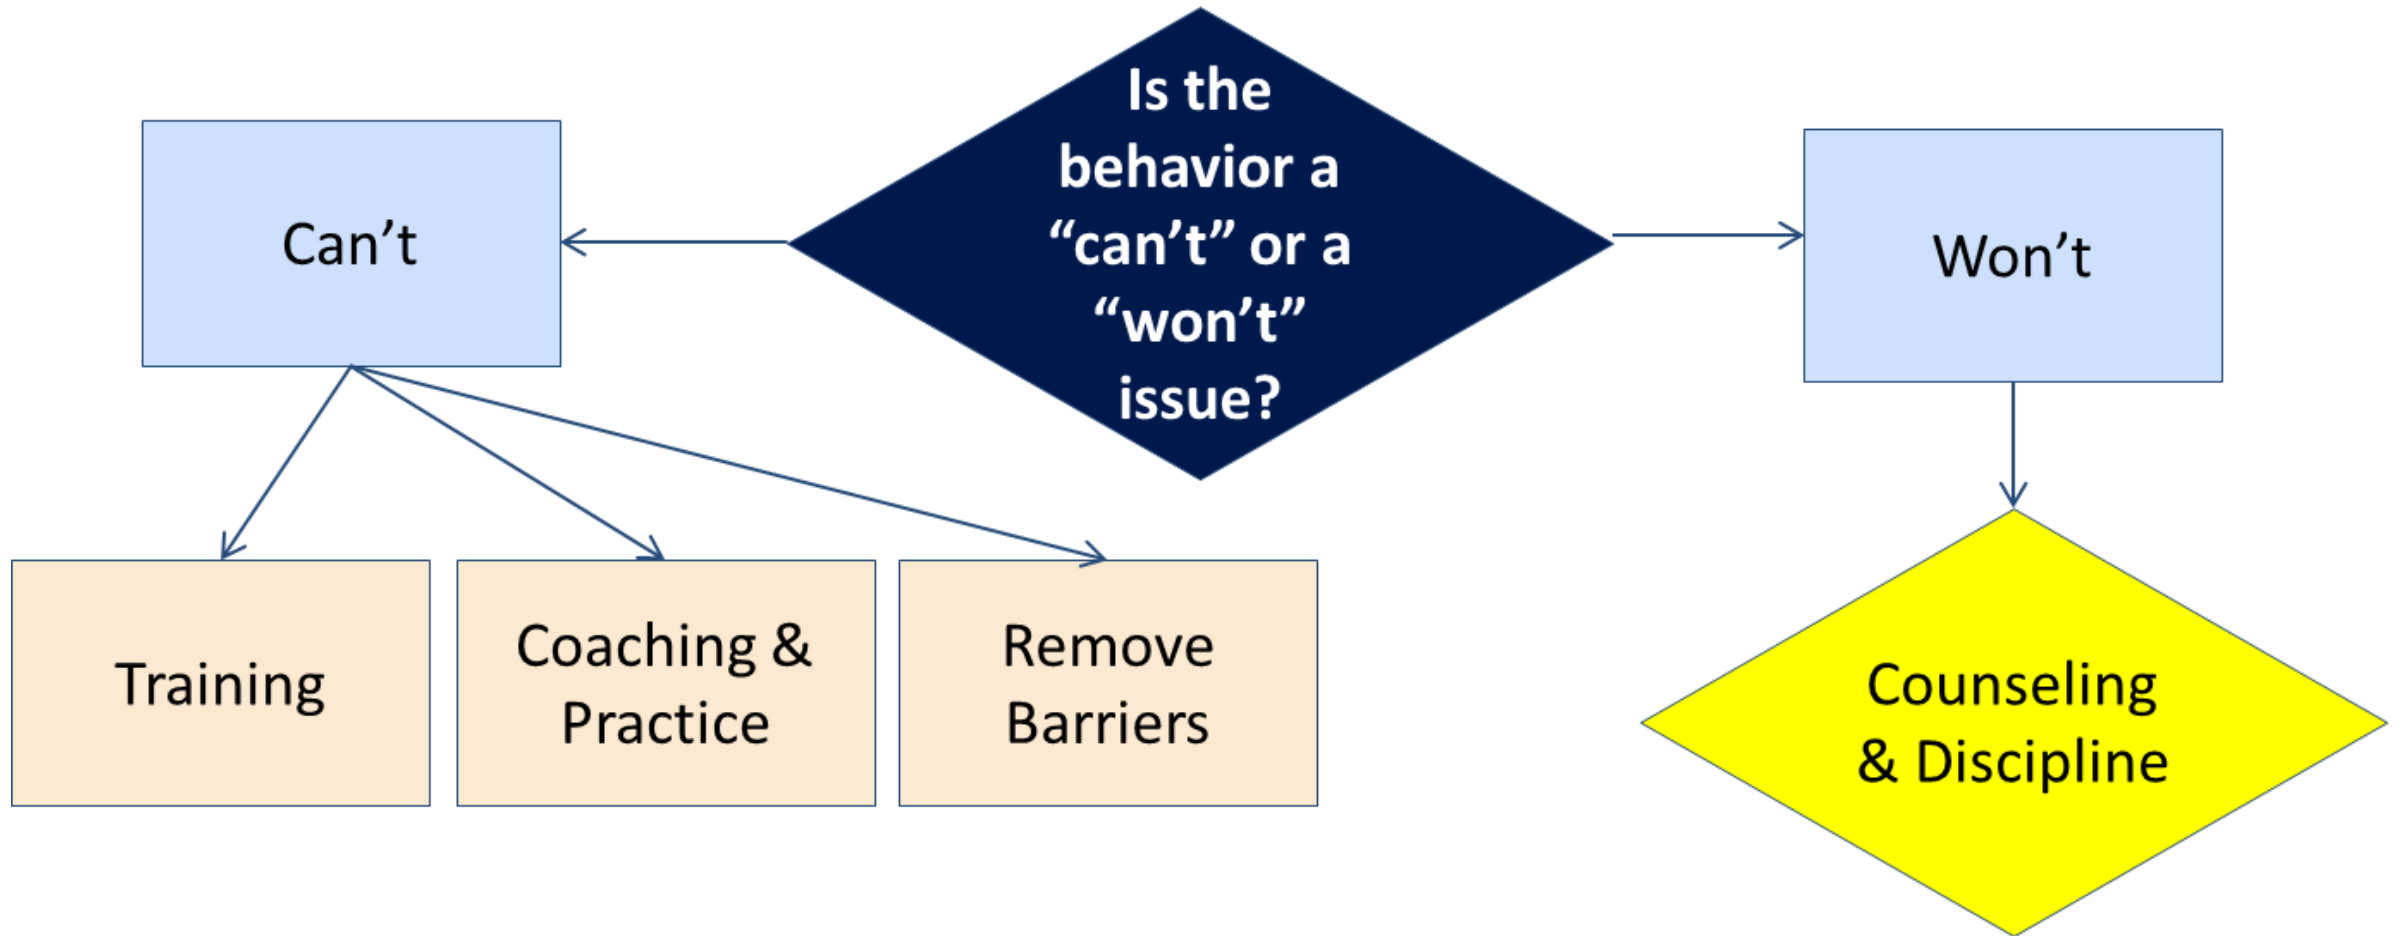 Is the
behavior a
“can’t” or a
“won’t”
issue?
Can’t
Won’t
Training
Coaching &
Practice
Remove
Barriers
Counseling
& Discipline